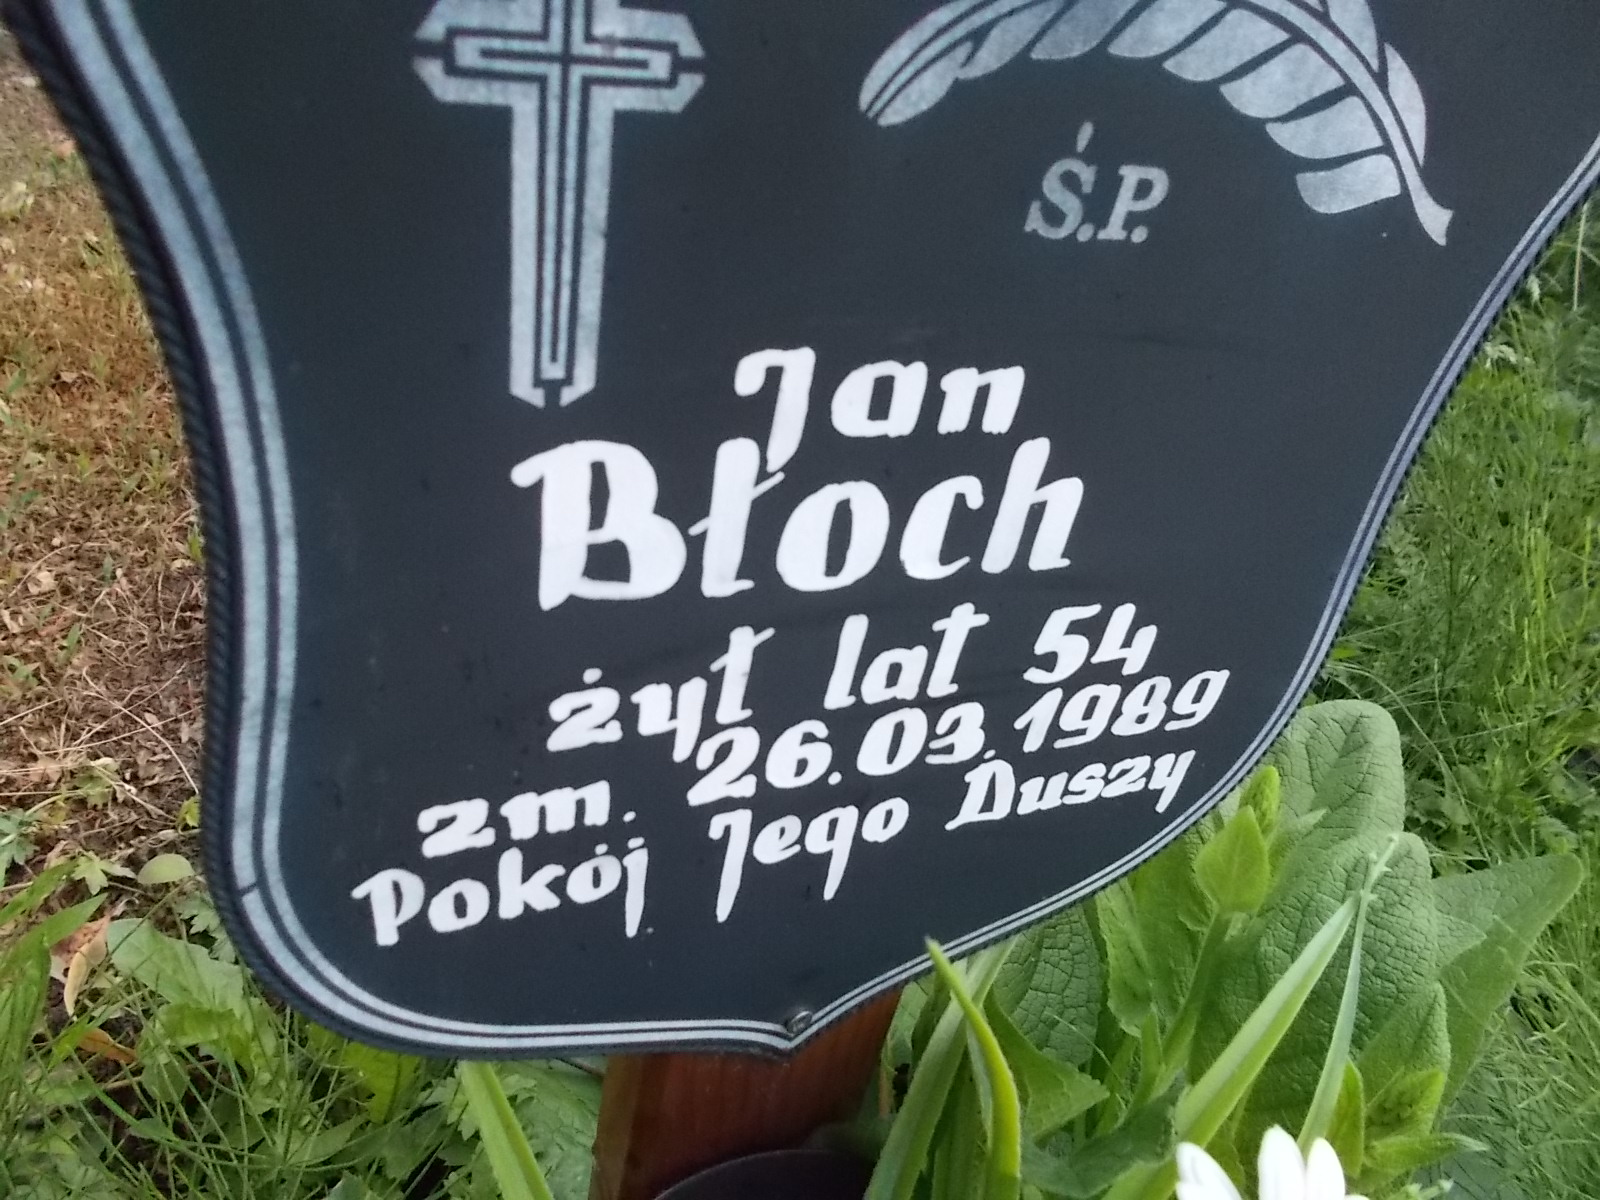 Ś.P.
Jan
Błoch
żył lat 54
zm. 26.03.1989
Pokój Jego Duszy